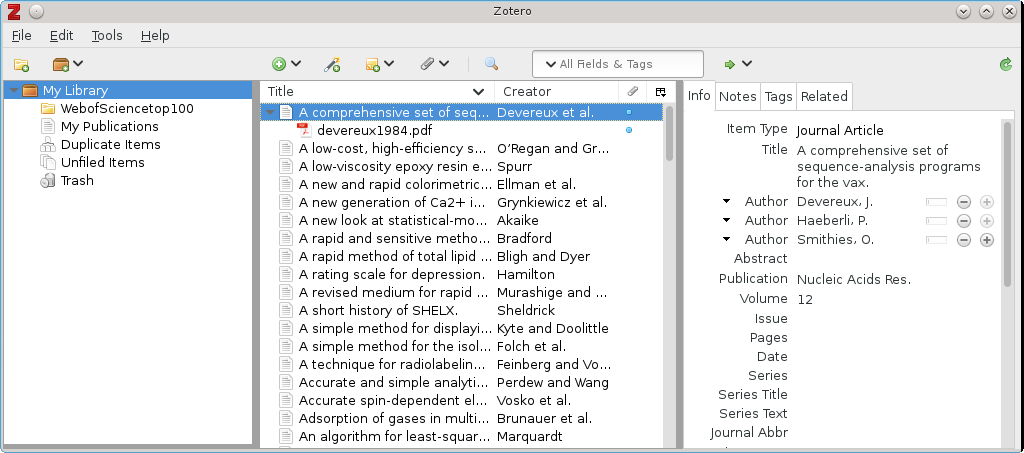 Zotero
File Edit Tools Help
All Fields & Tags
My Library
WebofSciencetop100
My Publications
Duplicate Items
Unfiled Items
Trash
Title Creator
A comprehensive set of seq... Devereux et al.
devereux1984.pdf
A low-cost, high-efficiency s... O'Regan and Gr...
A low-viscosity epoxy resin e... Spurr
A new and rapid colorimetric... Ellman et al.
A new generation of Ca2+ i... Grynkiewicz et al.
A new look at statistical-mo... Akaike
A rapid and sensitive metho... Bradford
A rapid method of total lipid ... Bligh and Dyer
A rating scale for depression. Hamilton
A revised medium for rapid ... Murashige and ...
A short history of SHELX. Sheldrick
A simple method for displayi... Kyte and Doolittle
A simple method for the isol... Folch et al.
A technique for radiolabelin... Feinberg and Vo...
Accurate and simple analyti... Perdew and Wang
Accurate spin-dependent el... Vosko et al.
Adsorption of gases in multi... Brunauer et al.
An algorithm for least-squar... Marquardt
Info Notes Tags Related
Item Type Journal Article
Title A comprehensive set of
sequence-analysis programs
for the vax.
Author Devereux, J.
Author Haeberli, P.
Author Smithies, O.
Abstract
Publication Nucleic Acids Res.
Volume 12
Issue
Pages
Date
Series
Series Title
Series Text
Journal Abbr